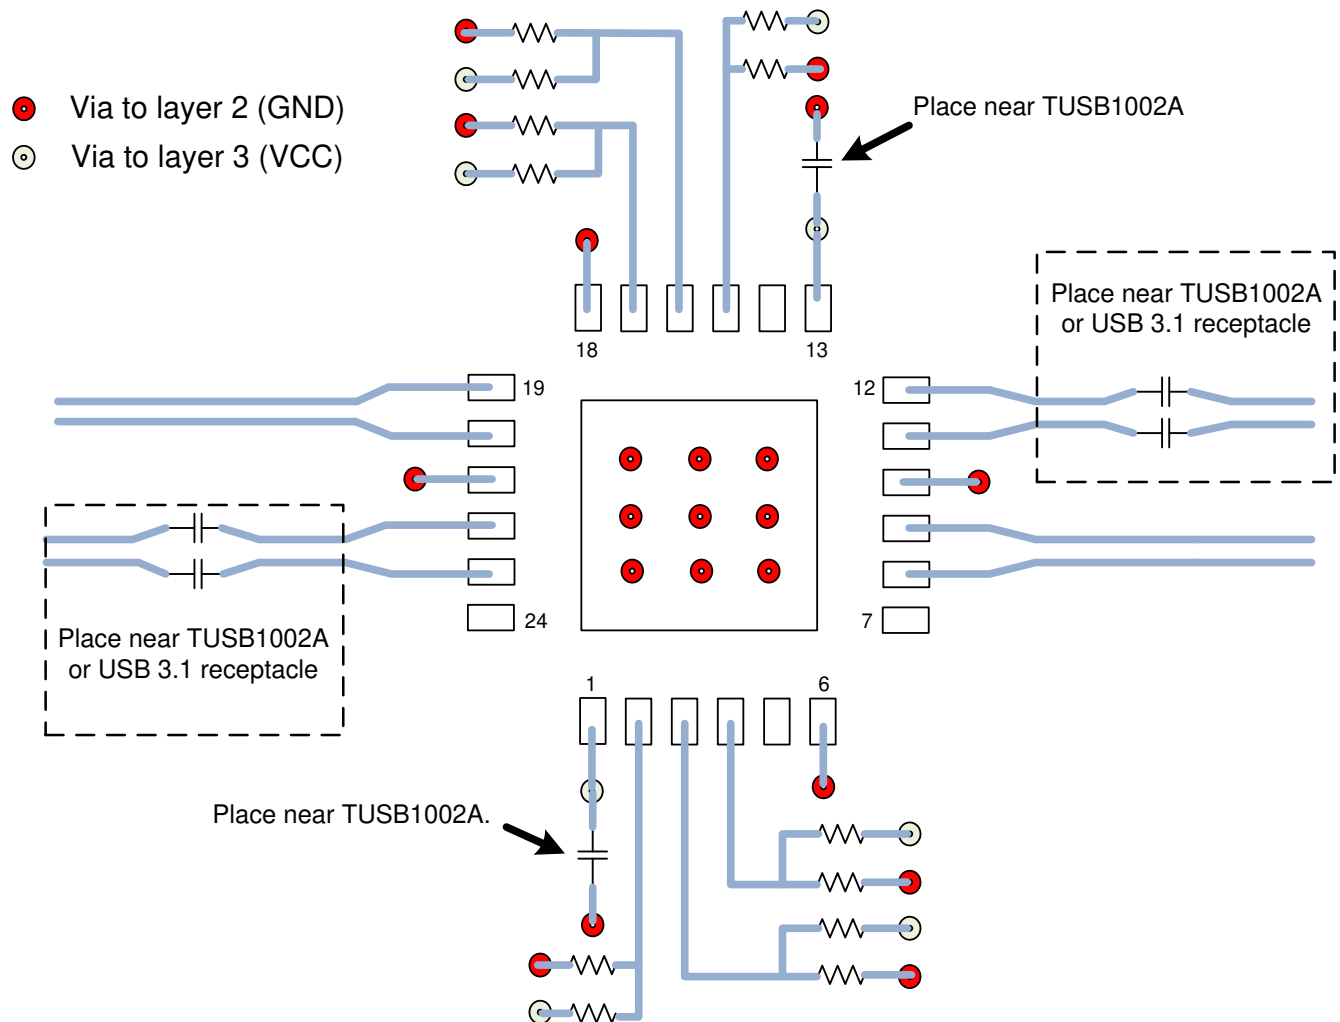 Via to layer 2 (GND)
Via to layer 3 (VCC)
Place near TUSB1002A
Place near TUSB1002A
or USB 3.1 receptacle
18
13
19
12
24
7
Place near TUSB1002A
or USB 3.1 receptacle
1
6
Place near TUSB1002A.